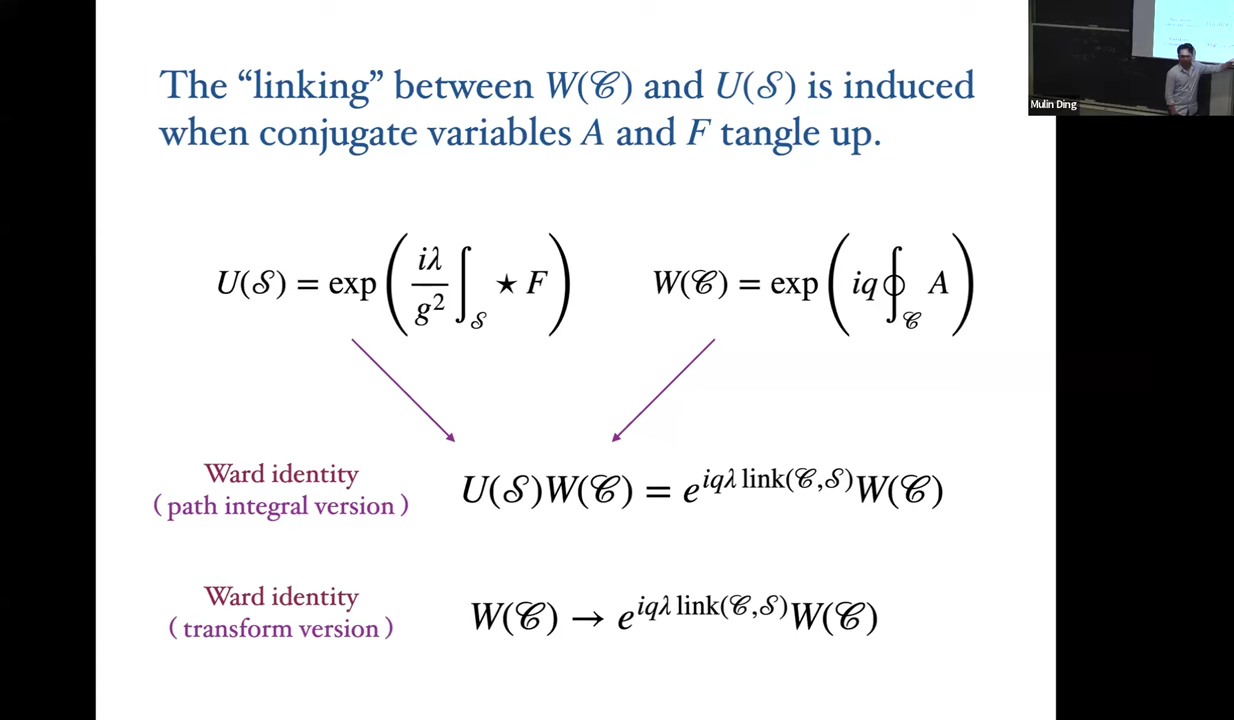 The “linking” between W(𝒞) and U(𝒮) is induced
when conjugate variables A and F tangle up.
U(𝒮) = exp ( iλ/g² ∫_𝒮 ⋆ F )
W(𝒞) = exp ( iq ∮_𝒞 A )
Ward identity
( path integral version )
U(𝒮)W(𝒞) = e^{iqλ link(𝒞,𝒮)}W(𝒞)
Ward identity
( transform version )
W(𝒞) → e^{iqλ link(𝒞,𝒮)}W(𝒞)
Mulin Ding